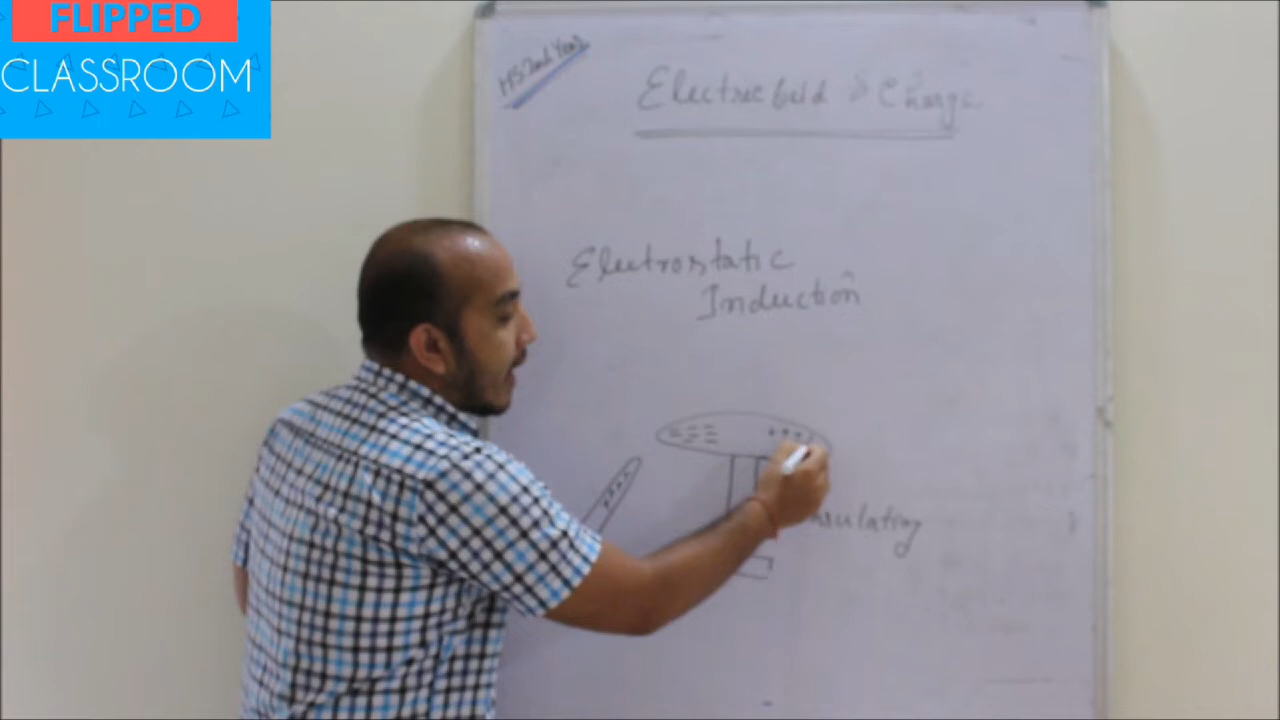 FLIPPED
CLASSROOM
HS 2nd Year
Electric field & Charge
Electrostatic
Induction
Insulating